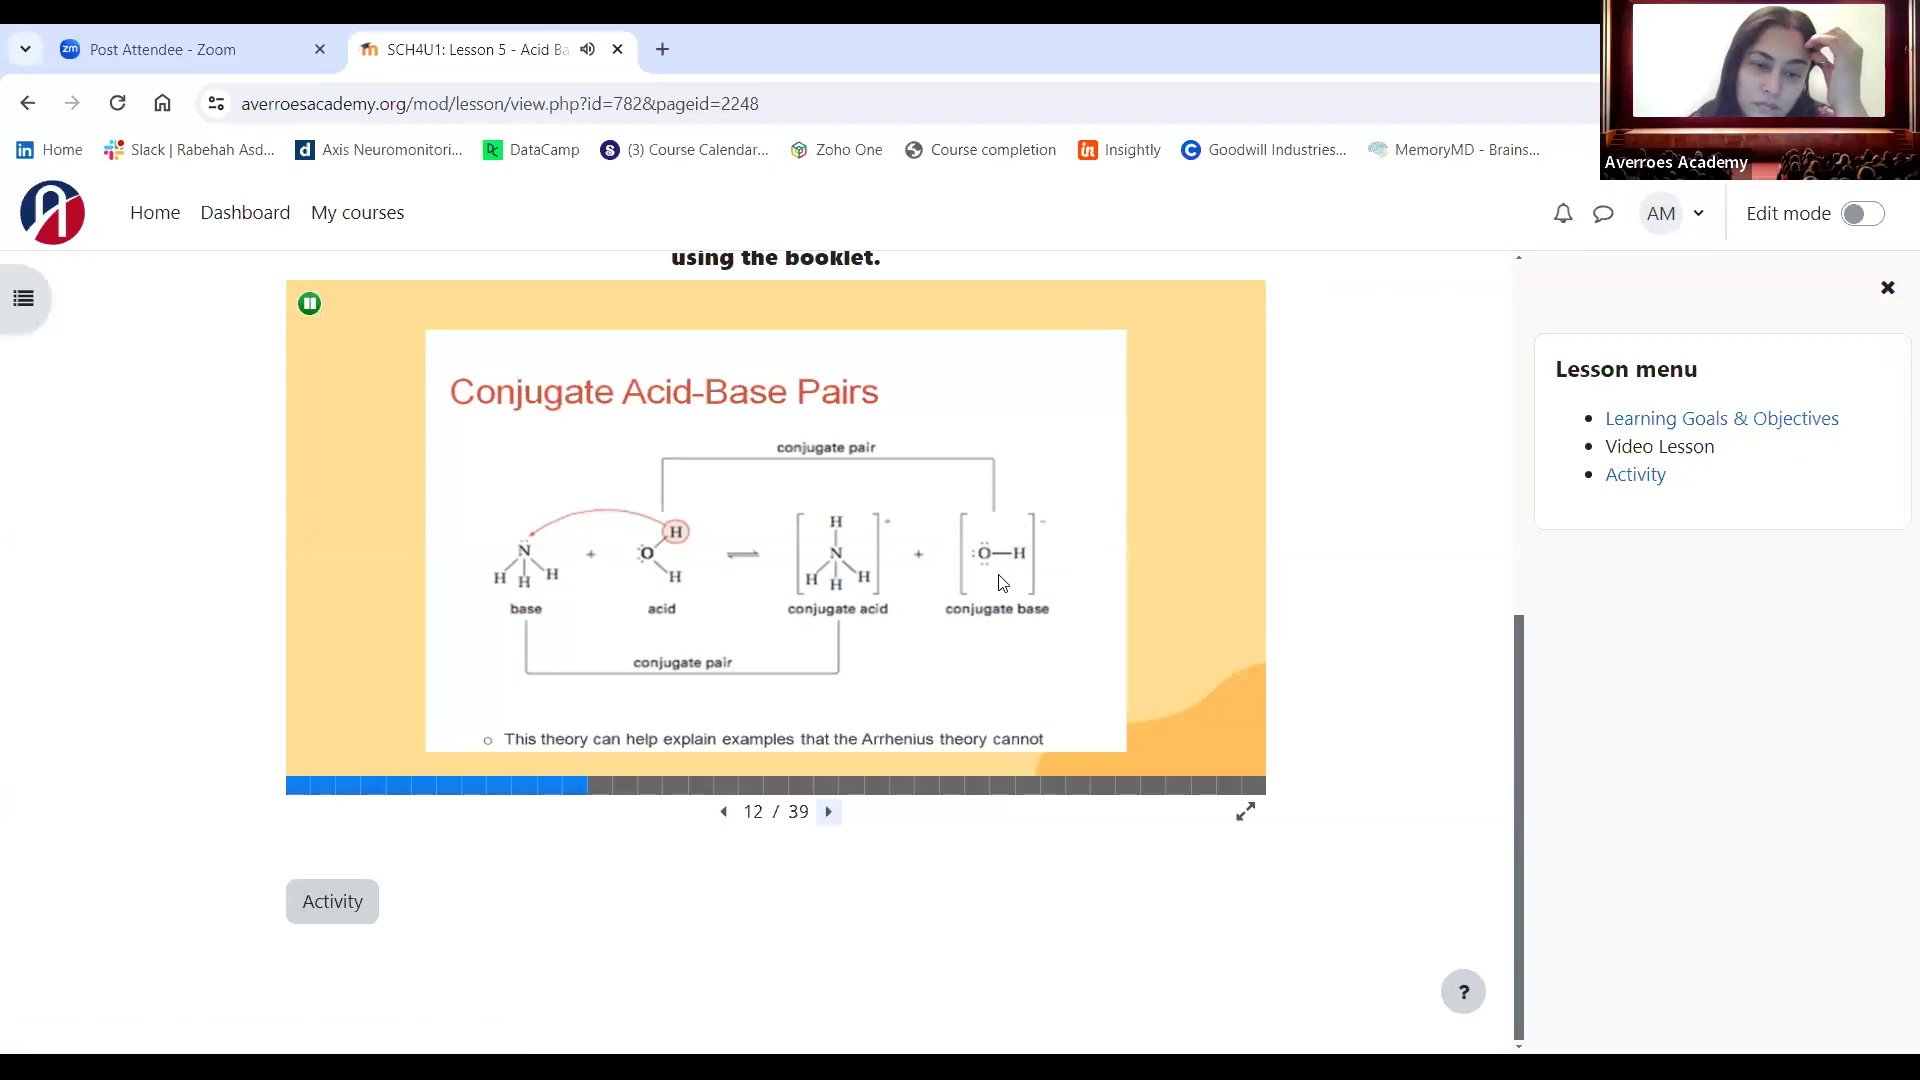 Post Attendee - Zoom
SCH4U1: Lesson 5 - Acid Ba
averroesacademy.org/mod/lesson/view.php?id=782&pageid=2248
Home
Slack | Rabehah Asd...
Axis Neuromonitori...
DataCamp
(3) Course Calendar...
Zoho One
Course completion
Insightly
Goodwill Industries...
MemoryMD - Brains...
Averroes Academy
Home
Dashboard
My courses
AM
Edit mode
using the booklet.
Conjugate Acid-Base Pairs
conjugate pair
N
H
H
H
+
H
O
H
⇌
H
N
H
H
H
+
+
O—H
-
base
acid
conjugate acid
conjugate base
conjugate pair
o This theory can help explain examples that the Arrhenius theory cannot
12 / 39
Activity
Lesson menu
Learning Goals & Objectives
Video Lesson
Activity
?